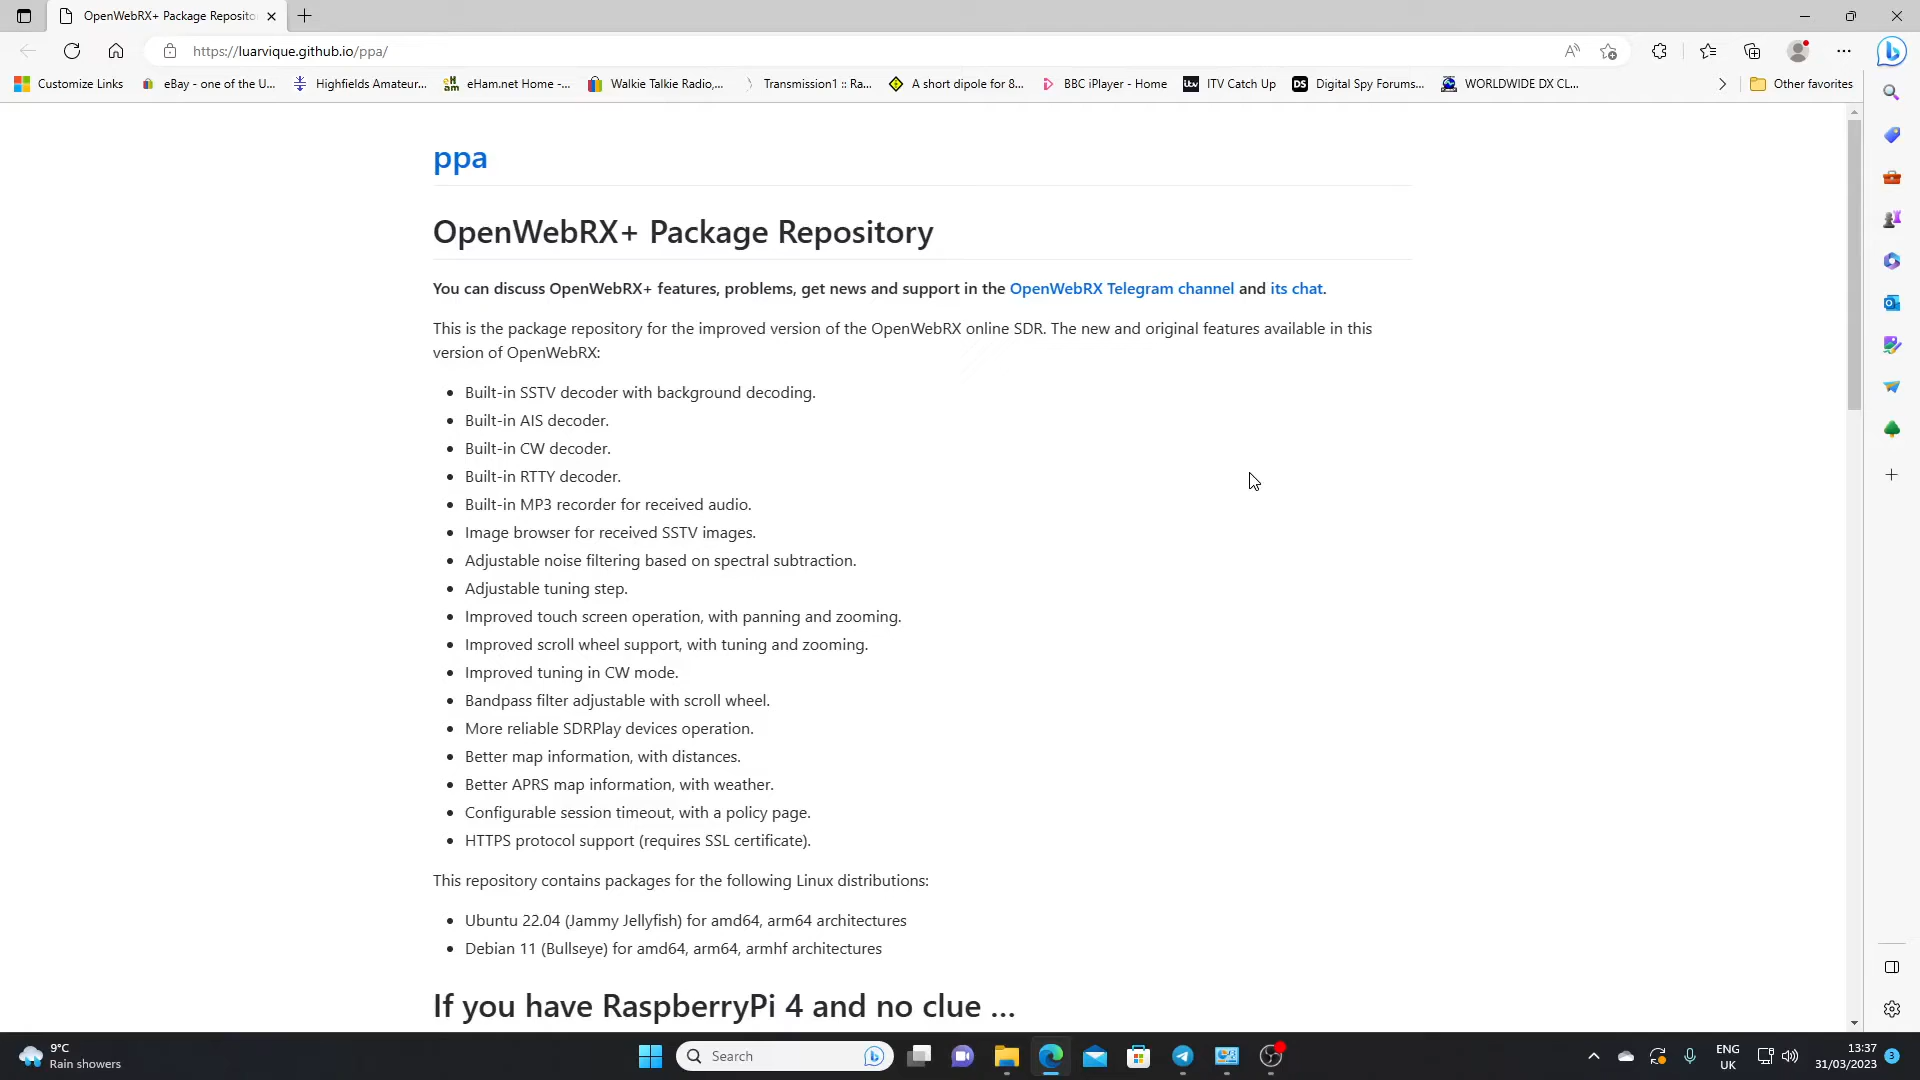 OpenWebRX+ Package Reposito
https://luarvique.github.io/ppa/
Customize Links
eBay - one of the U...
Highfields Amateur...
eHam.net Home -...
Walkie Talkie Radio,...
Transmission1 :: Ra...
A short dipole for 8...
BBC iPlayer - Home
itv
ITV Catch Up
DS
Digital Spy Forums...
WORLDWIDE DX CL...
Other favorites
ppa
OpenWebRX+ Package Repository
You can discuss OpenWebRX+ features, problems, get news and support in the OpenWebRX Telegram channel and its chat.
This is the package repository for the improved version of the OpenWebRX online SDR. The new and original features available in this
version of OpenWebRX:
• Built-in SSTV decoder with background decoding.
• Built-in AIS decoder.
• Built-in CW decoder.
• Built-in RTTY decoder.
• Built-in MP3 recorder for received audio.
• Image browser for received SSTV images.
• Adjustable noise filtering based on spectral subtraction.
• Adjustable tuning step.
• Improved touch screen operation, with panning and zooming.
• Improved scroll wheel support, with tuning and zooming.
• Improved tuning in CW mode.
• Bandpass filter adjustable with scroll wheel.
• More reliable SDRPlay devices operation.
• Better map information, with distances.
• Better APRS map information, with weather.
• Configurable session timeout, with a policy page.
• HTTPS protocol support (requires SSL certificate).
This repository contains packages for the following Linux distributions:
• Ubuntu 22.04 (Jammy Jellyfish) for amd64, arm64 architectures
• Debian 11 (Bullseye) for amd64, arm64, armhf architectures
If you have RaspberryPi 4 and no clue ...
9°C
Rain showers
Search
ENG
UK
13:37
31/03/2023
3